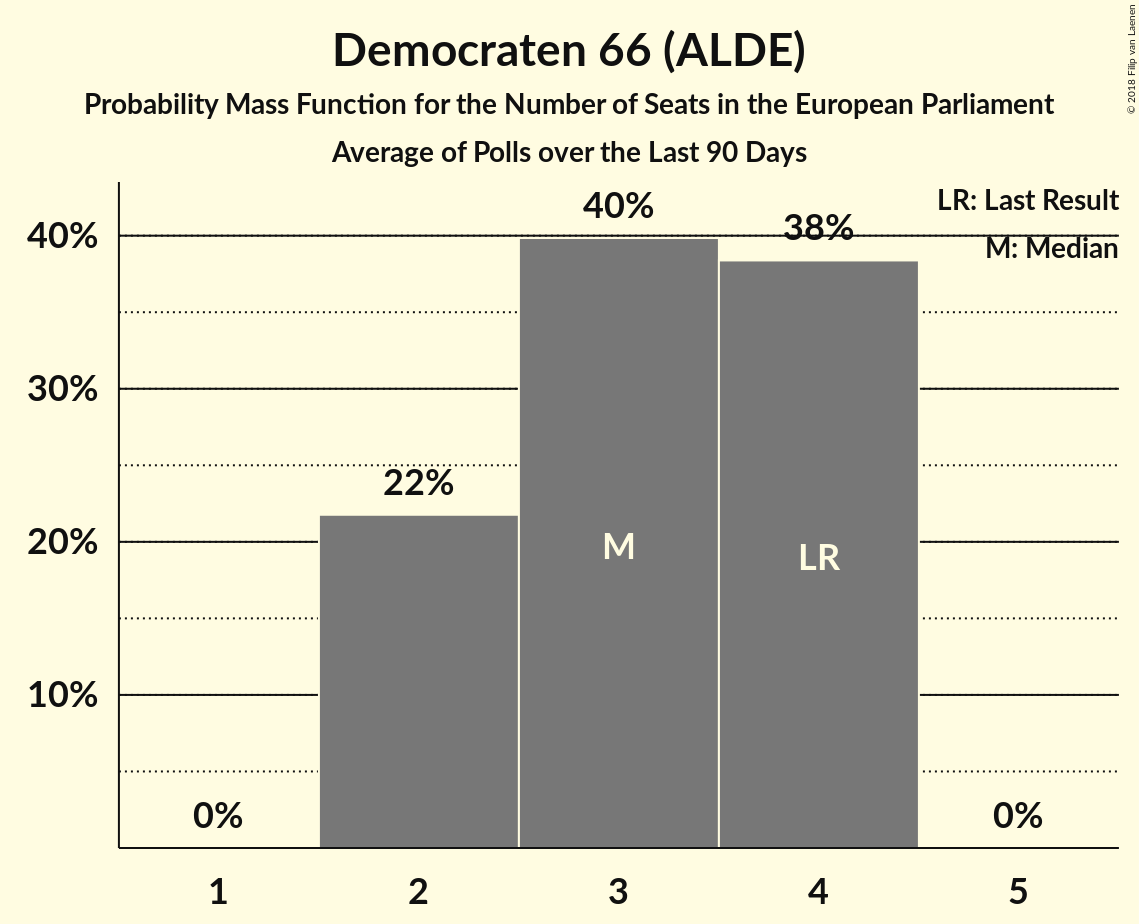 Democraten 66 (ALDE)
Probability Mass Function for the Number of Seats in the European Parliament
Average of Polls over the Last 90 Days
© 2018 Filip van Laenen
LR: Last Result
M: Median
40%
30%
20%
10%
0%
22%
40%
38%
0%
M
LR
1
2
3
4
5